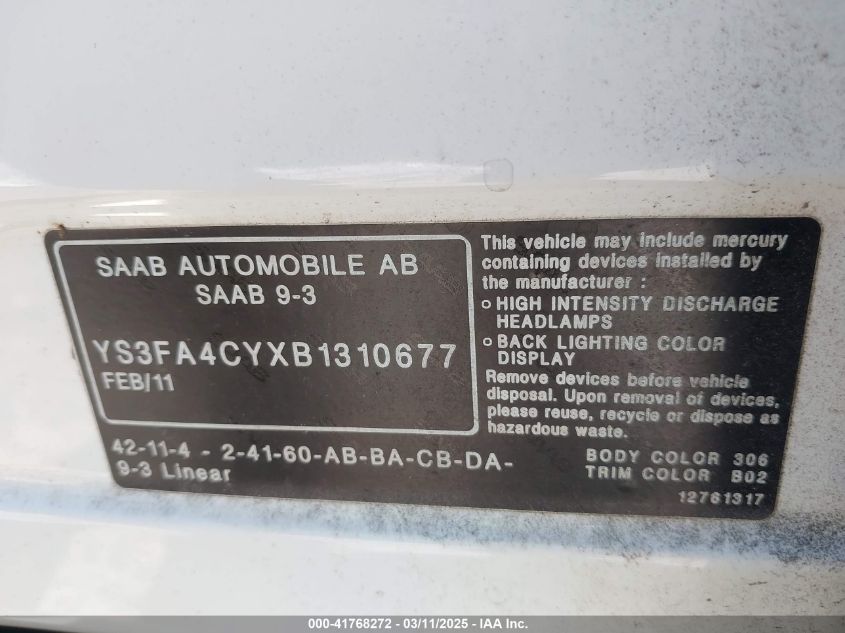 SAAB AUTOMOBILE AB
SAAB 9-3
YS3FA4CYXB1310677
FEB/11
This vehicle may include mercury
containing devices installed by
the manufacturer :
o HIGH INTENSITY DISCHARGE
HEADLAMPS
o BACK LIGHTING COLOR
DISPLAY
Remove devices before vehicle
disposal. Upon removal of devices,
please reuse, recycle or dispose as
hazardous waste.
42-11-4 - 2-41-60-AB-BA-CB-DA-
9-3 Linear
BODY COLOR 306
TRIM COLOR B02
12761317
000-41768272 - 03/11/2025 - IAA Inc.